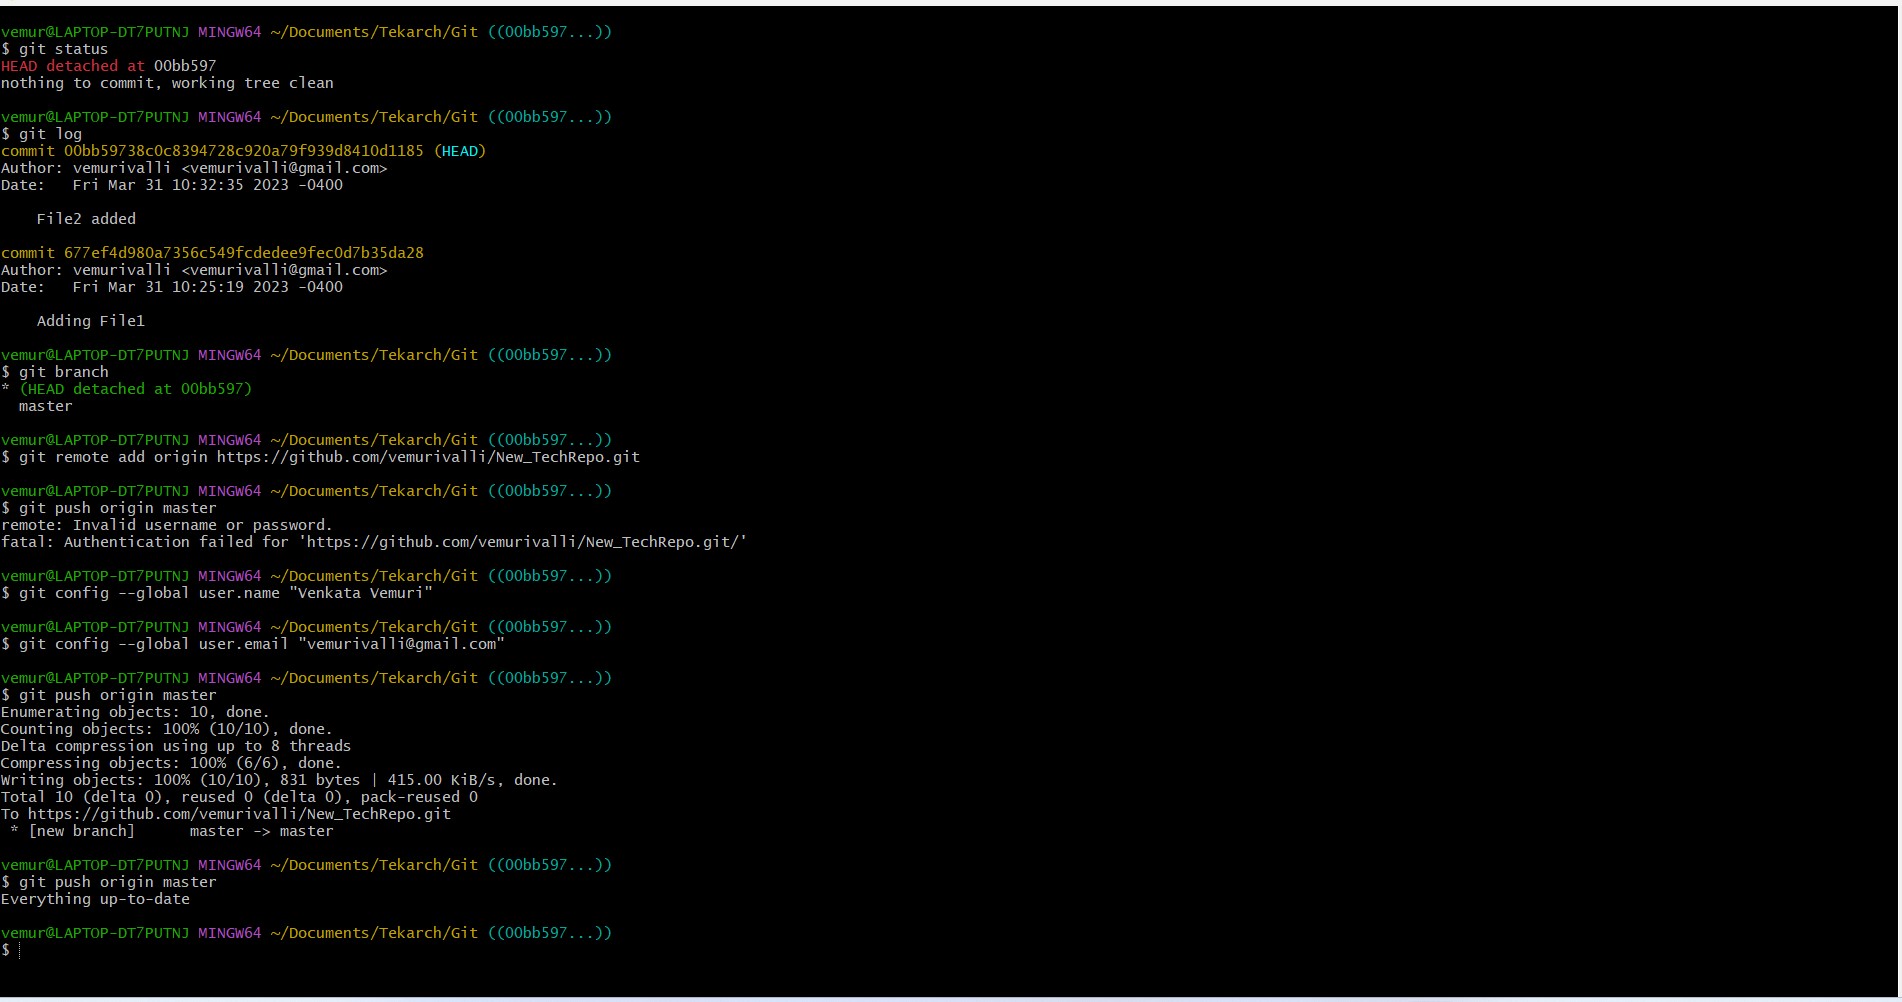 vemur@LAPTOP-DT7PUTNJ MINGW64 ~/Documents/Tekarch/Git ((00bb597...))
$ git status
HEAD detached at 00bb597
nothing to commit, working tree clean
vemur@LAPTOP-DT7PUTNJ MINGW64 ~/Documents/Tekarch/Git ((00bb597...))
$ git log
commit 00bb59738c0c8394728c920a79f939d8410d1185 (HEAD)
Author: vemurivalli <vemurivalli@gmail.com>
Date:   Fri Mar 31 10:32:35 2023 -0400
    File2 added
commit 677ef4d980a7356c549fcdedee9fec0d7b35da28
Author: vemurivalli <vemurivalli@gmail.com>
Date:   Fri Mar 31 10:25:19 2023 -0400
    Adding File1
vemur@LAPTOP-DT7PUTNJ MINGW64 ~/Documents/Tekarch/Git ((00bb597...))
$ git branch
* (HEAD detached at 00bb597)
  master
vemur@LAPTOP-DT7PUTNJ MINGW64 ~/Documents/Tekarch/Git ((00bb597...))
$ git remote add origin https://github.com/vemurivalli/New_TechRepo.git
vemur@LAPTOP-DT7PUTNJ MINGW64 ~/Documents/Tekarch/Git ((00bb597...))
$ git push origin master
remote: Invalid username or password.
fatal: Authentication failed for 'https://github.com/vemurivalli/New_TechRepo.git/'
vemur@LAPTOP-DT7PUTNJ MINGW64 ~/Documents/Tekarch/Git ((00bb597...))
$ git config --global user.name "Venkata Vemuri"
vemur@LAPTOP-DT7PUTNJ MINGW64 ~/Documents/Tekarch/Git ((00bb597...))
$ git config --global user.email "vemurivalli@gmail.com"
vemur@LAPTOP-DT7PUTNJ MINGW64 ~/Documents/Tekarch/Git ((00bb597...))
$ git push origin master
Enumerating objects: 10, done.
Counting objects: 100% (10/10), done.
Delta compression using up to 8 threads
Compressing objects: 100% (6/6), done.
Writing objects: 100% (10/10), 831 bytes | 415.00 KiB/s, done.
Total 10 (delta 0), reused 0 (delta 0), pack-reused 0
To https://github.com/vemurivalli/New_TechRepo.git
 * [new branch]      master -> master
vemur@LAPTOP-DT7PUTNJ MINGW64 ~/Documents/Tekarch/Git ((00bb597...))
$ git push origin master
Everything up-to-date
vemur@LAPTOP-DT7PUTNJ MINGW64 ~/Documents/Tekarch/Git ((00bb597...))
$